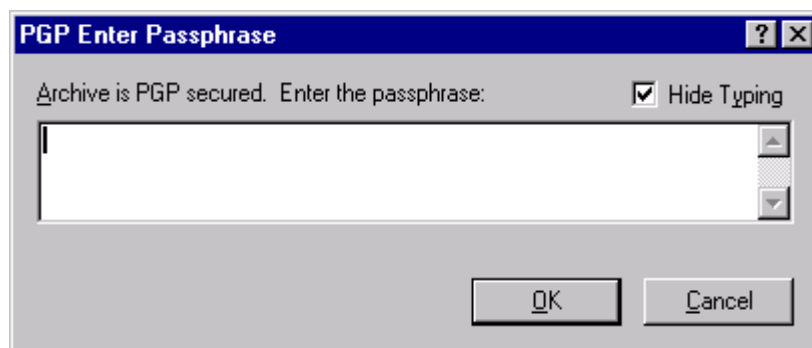 PGP Enter Passphrase
Archive is PGP secured.  Enter the passphrase:
Hide Typing
OK
Cancel